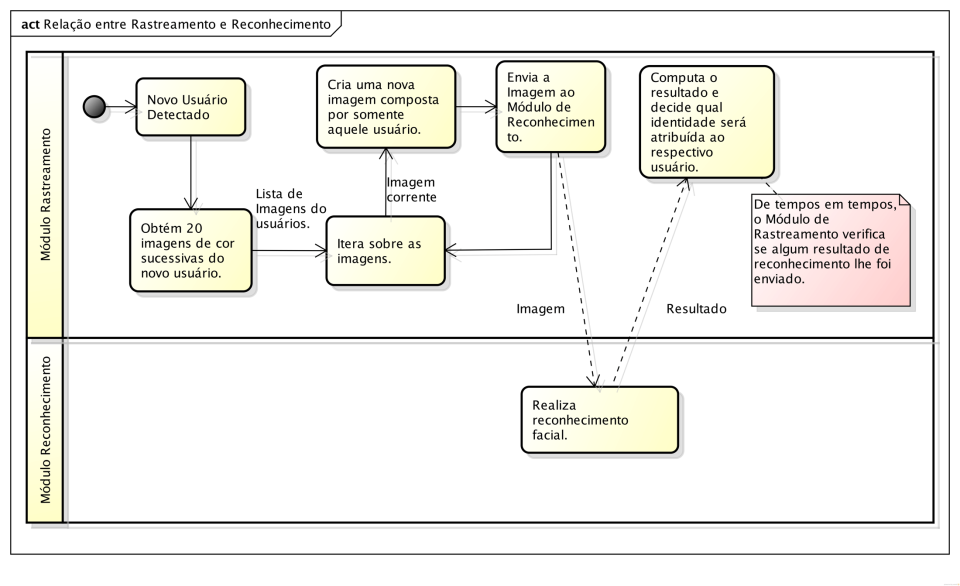 act Relação entre Rastreamento e Reconhecimento
Módulo Rastreamento
Novo Usuário
Detectado
Obtém 20
imagens de cor
sucessivas do
novo usuário.
Lista de
Imagens do
usuários.
Itera sobre as
imagens.
Imagem
corrente
Cria uma nova
imagem composta
por somente
aquele usuário.
Envia a
Imagem ao
Módulo de
Reconhecimen
to.
Computa o
resultado e
decide qual
identidade será
atribuída ao
respectivo
usuário.
De tempos em tempos,
o Módulo de
Rastreamento verifica
se algum resultado de
reconhecimento lhe foi
enviado.
Imagem
Resultado
Módulo Reconhecimento
Realiza
reconhecimento
facial.